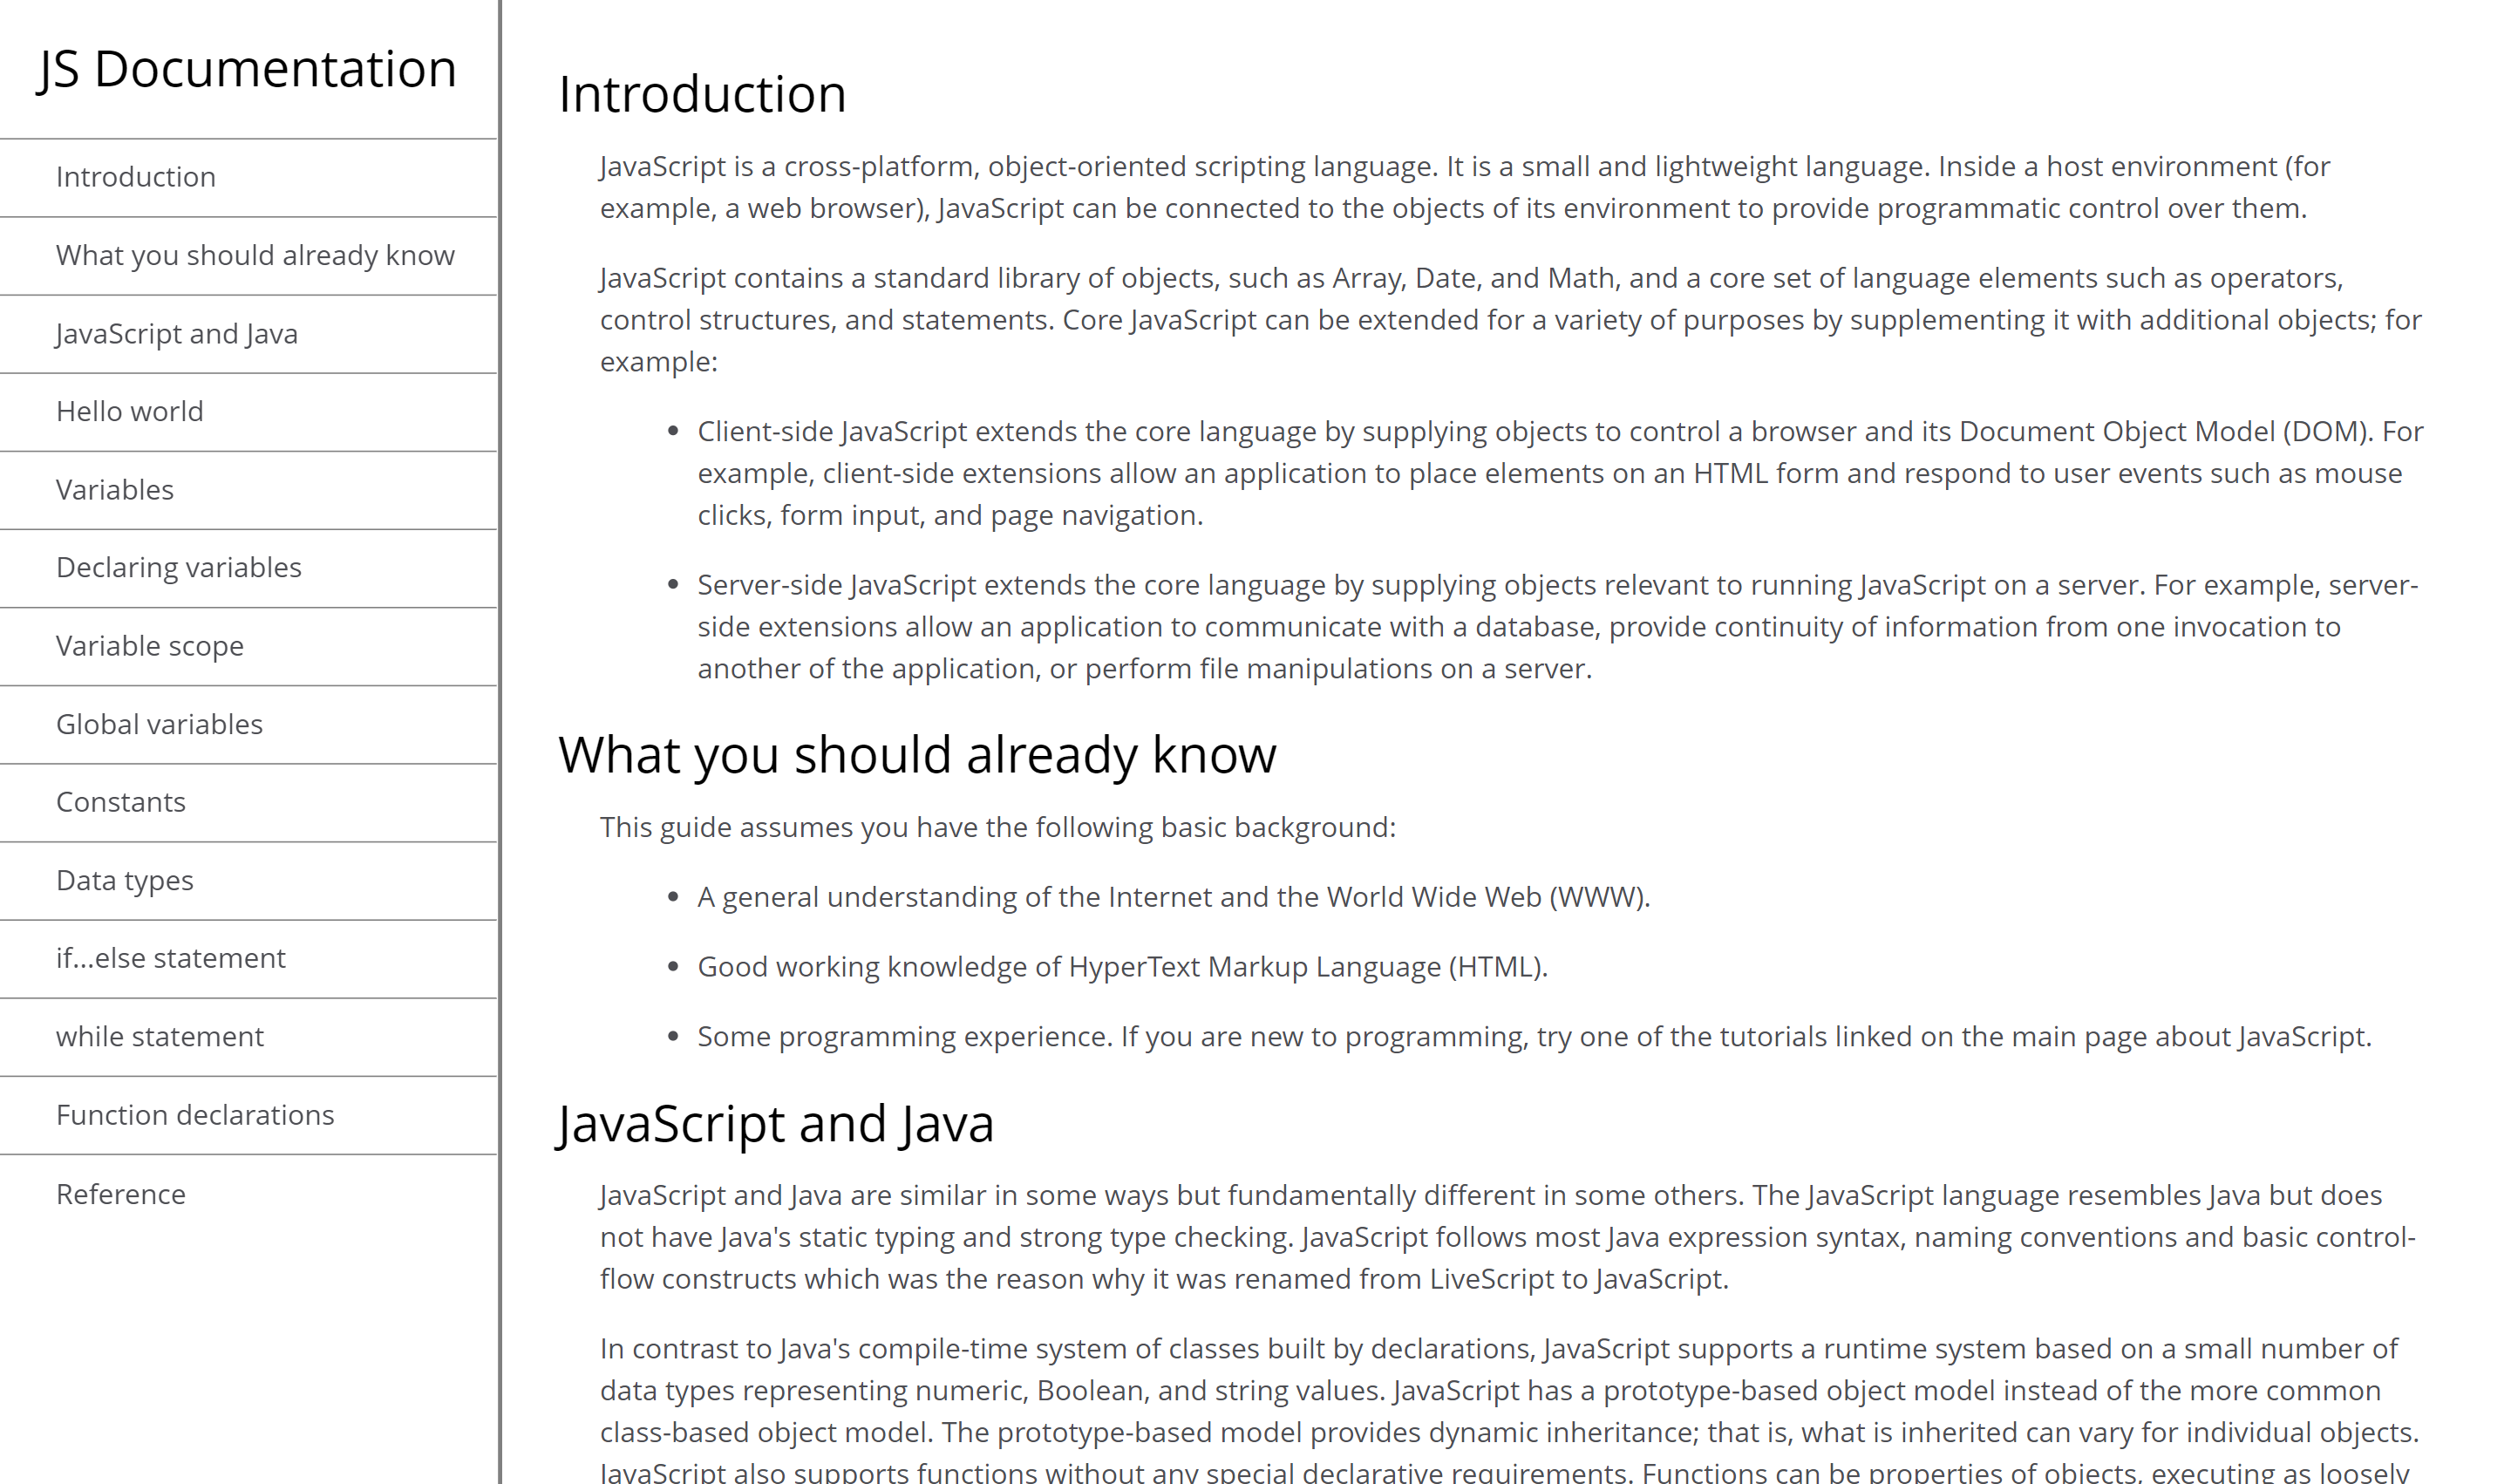 JS Documentation
Introduction
What you should already know
JavaScript and Java
Hello world
Variables
Declaring variables
Variable scope
Global variables
Constants
Data types
if...else statement
while statement
Function declarations
Reference
Introduction
JavaScript is a cross-platform, object-oriented scripting language. It is a small and lightweight language. Inside a host environment (for
example, a web browser), JavaScript can be connected to the objects of its environment to provide programmatic control over them.
JavaScript contains a standard library of objects, such as Array, Date, and Math, and a core set of language elements such as operators,
control structures, and statements. Core JavaScript can be extended for a variety of purposes by supplementing it with additional objects; for
example:
• Client-side JavaScript extends the core language by supplying objects to control a browser and its Document Object Model (DOM). For
example, client-side extensions allow an application to place elements on an HTML form and respond to user events such as mouse
clicks, form input, and page navigation.
• Server-side JavaScript extends the core language by supplying objects relevant to running JavaScript on a server. For example, server-
side extensions allow an application to communicate with a database, provide continuity of information from one invocation to
another of the application, or perform file manipulations on a server.
What you should already know
This guide assumes you have the following basic background:
• A general understanding of the Internet and the World Wide Web (WWW).
• Good working knowledge of HyperText Markup Language (HTML).
• Some programming experience. If you are new to programming, try one of the tutorials linked on the main page about JavaScript.
JavaScript and Java
JavaScript and Java are similar in some ways but fundamentally different in some others. The JavaScript language resembles Java but does
not have Java's static typing and strong type checking. JavaScript follows most Java expression syntax, naming conventions and basic control-
flow constructs which was the reason why it was renamed from LiveScript to JavaScript.
In contrast to Java's compile-time system of classes built by declarations, JavaScript supports a runtime system based on a small number of
data types representing numeric, Boolean, and string values. JavaScript has a prototype-based object model instead of the more common
class-based object model. The prototype-based model provides dynamic inheritance; that is, what is inherited can vary for individual objects.
JavaScript also supports functions without any special declarative requirements. Functions can be properties of objects, executing as loosely